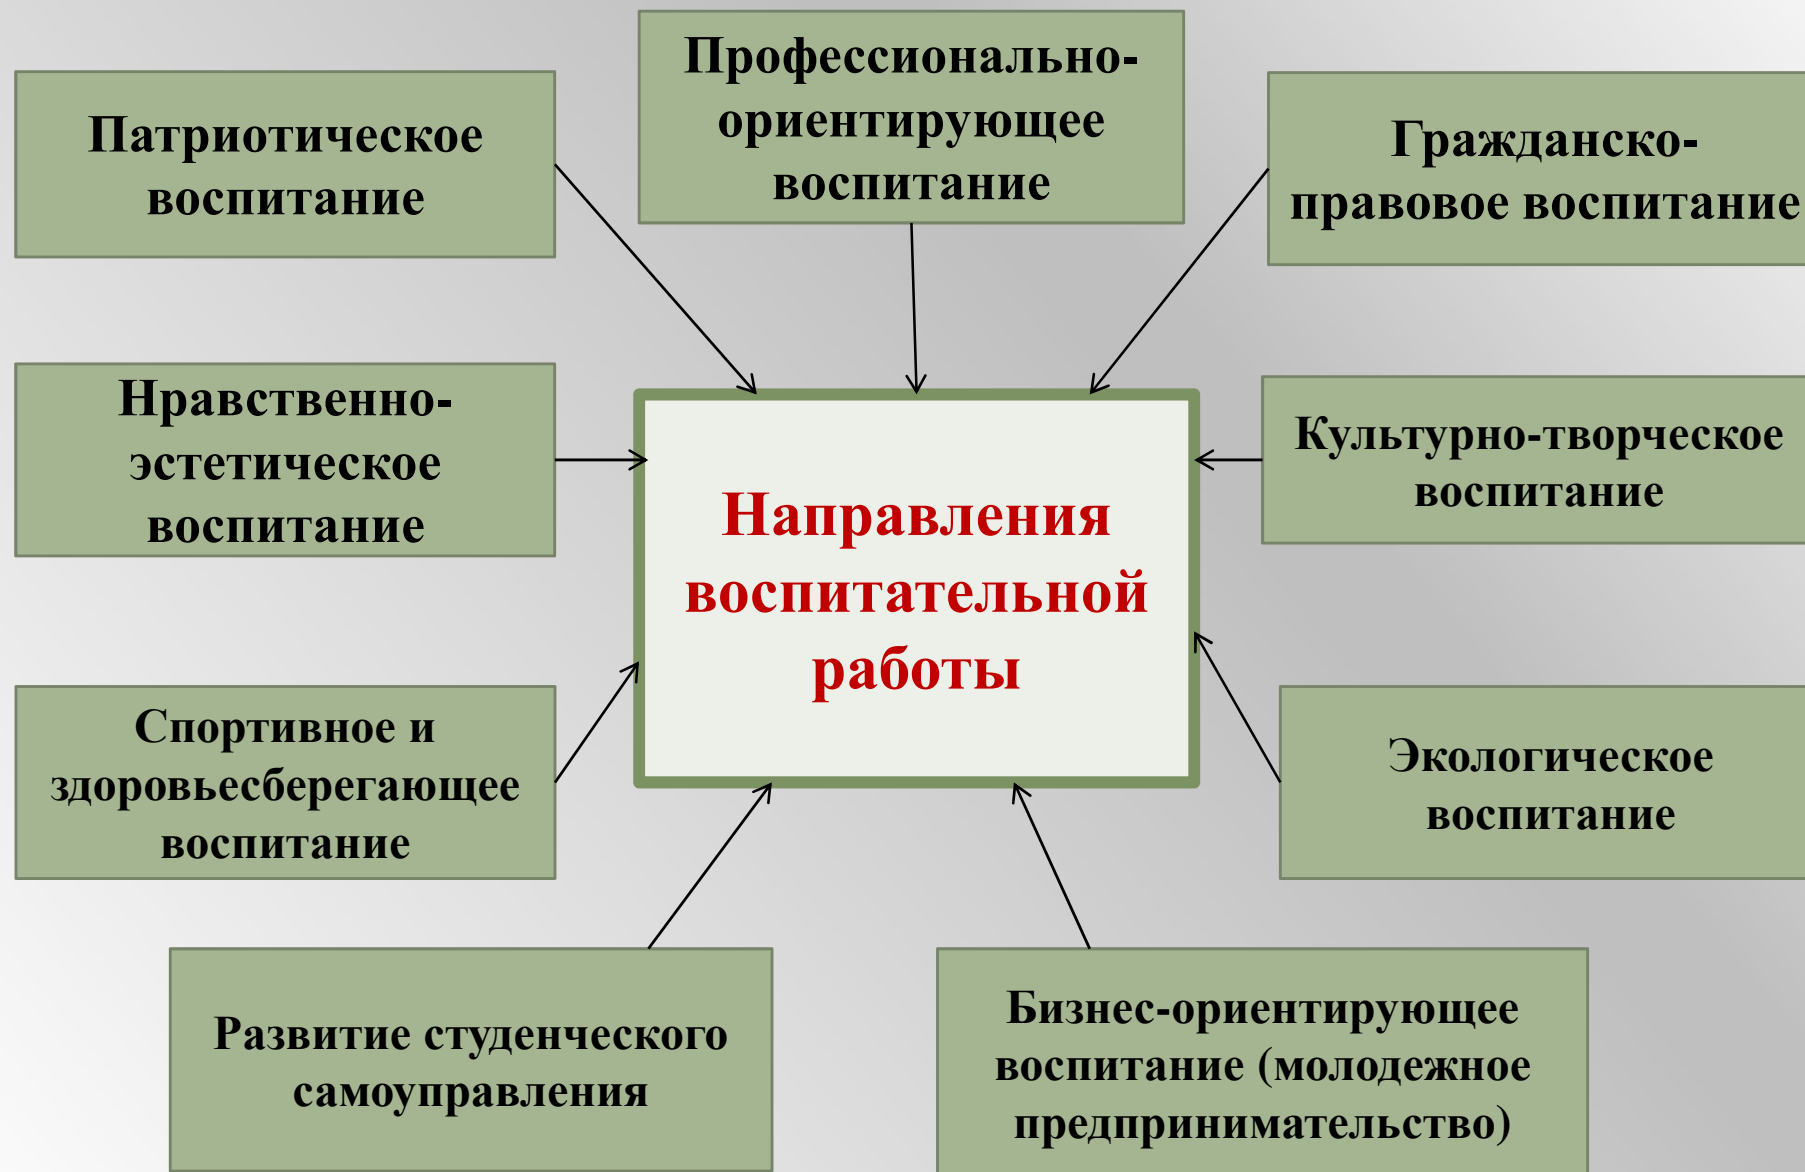 Профессионально-
ориентирующее
воспитание
Патриотическое
воспитание
Гражданско-
правовое воспитание
Нравственно-
эстетическое
воспитание
Культурно-творческое
воспитание
Направления
воспитательной
работы
Спортивное и
здоровьесберегающее
воспитание
Экологическое
воспитание
Развитие студенческого
самоуправления
Бизнес-ориентирующее
воспитание (молодежное
предпринимательство)